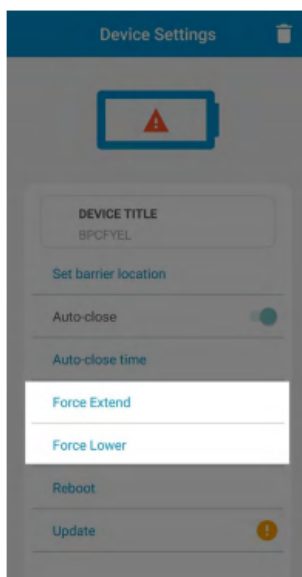 Device Settings
DEVICE TITLE
BPCFYEL
Set barrier location
Auto-close
Auto-close time
Force Extend
Force Lower
Reboot
Update